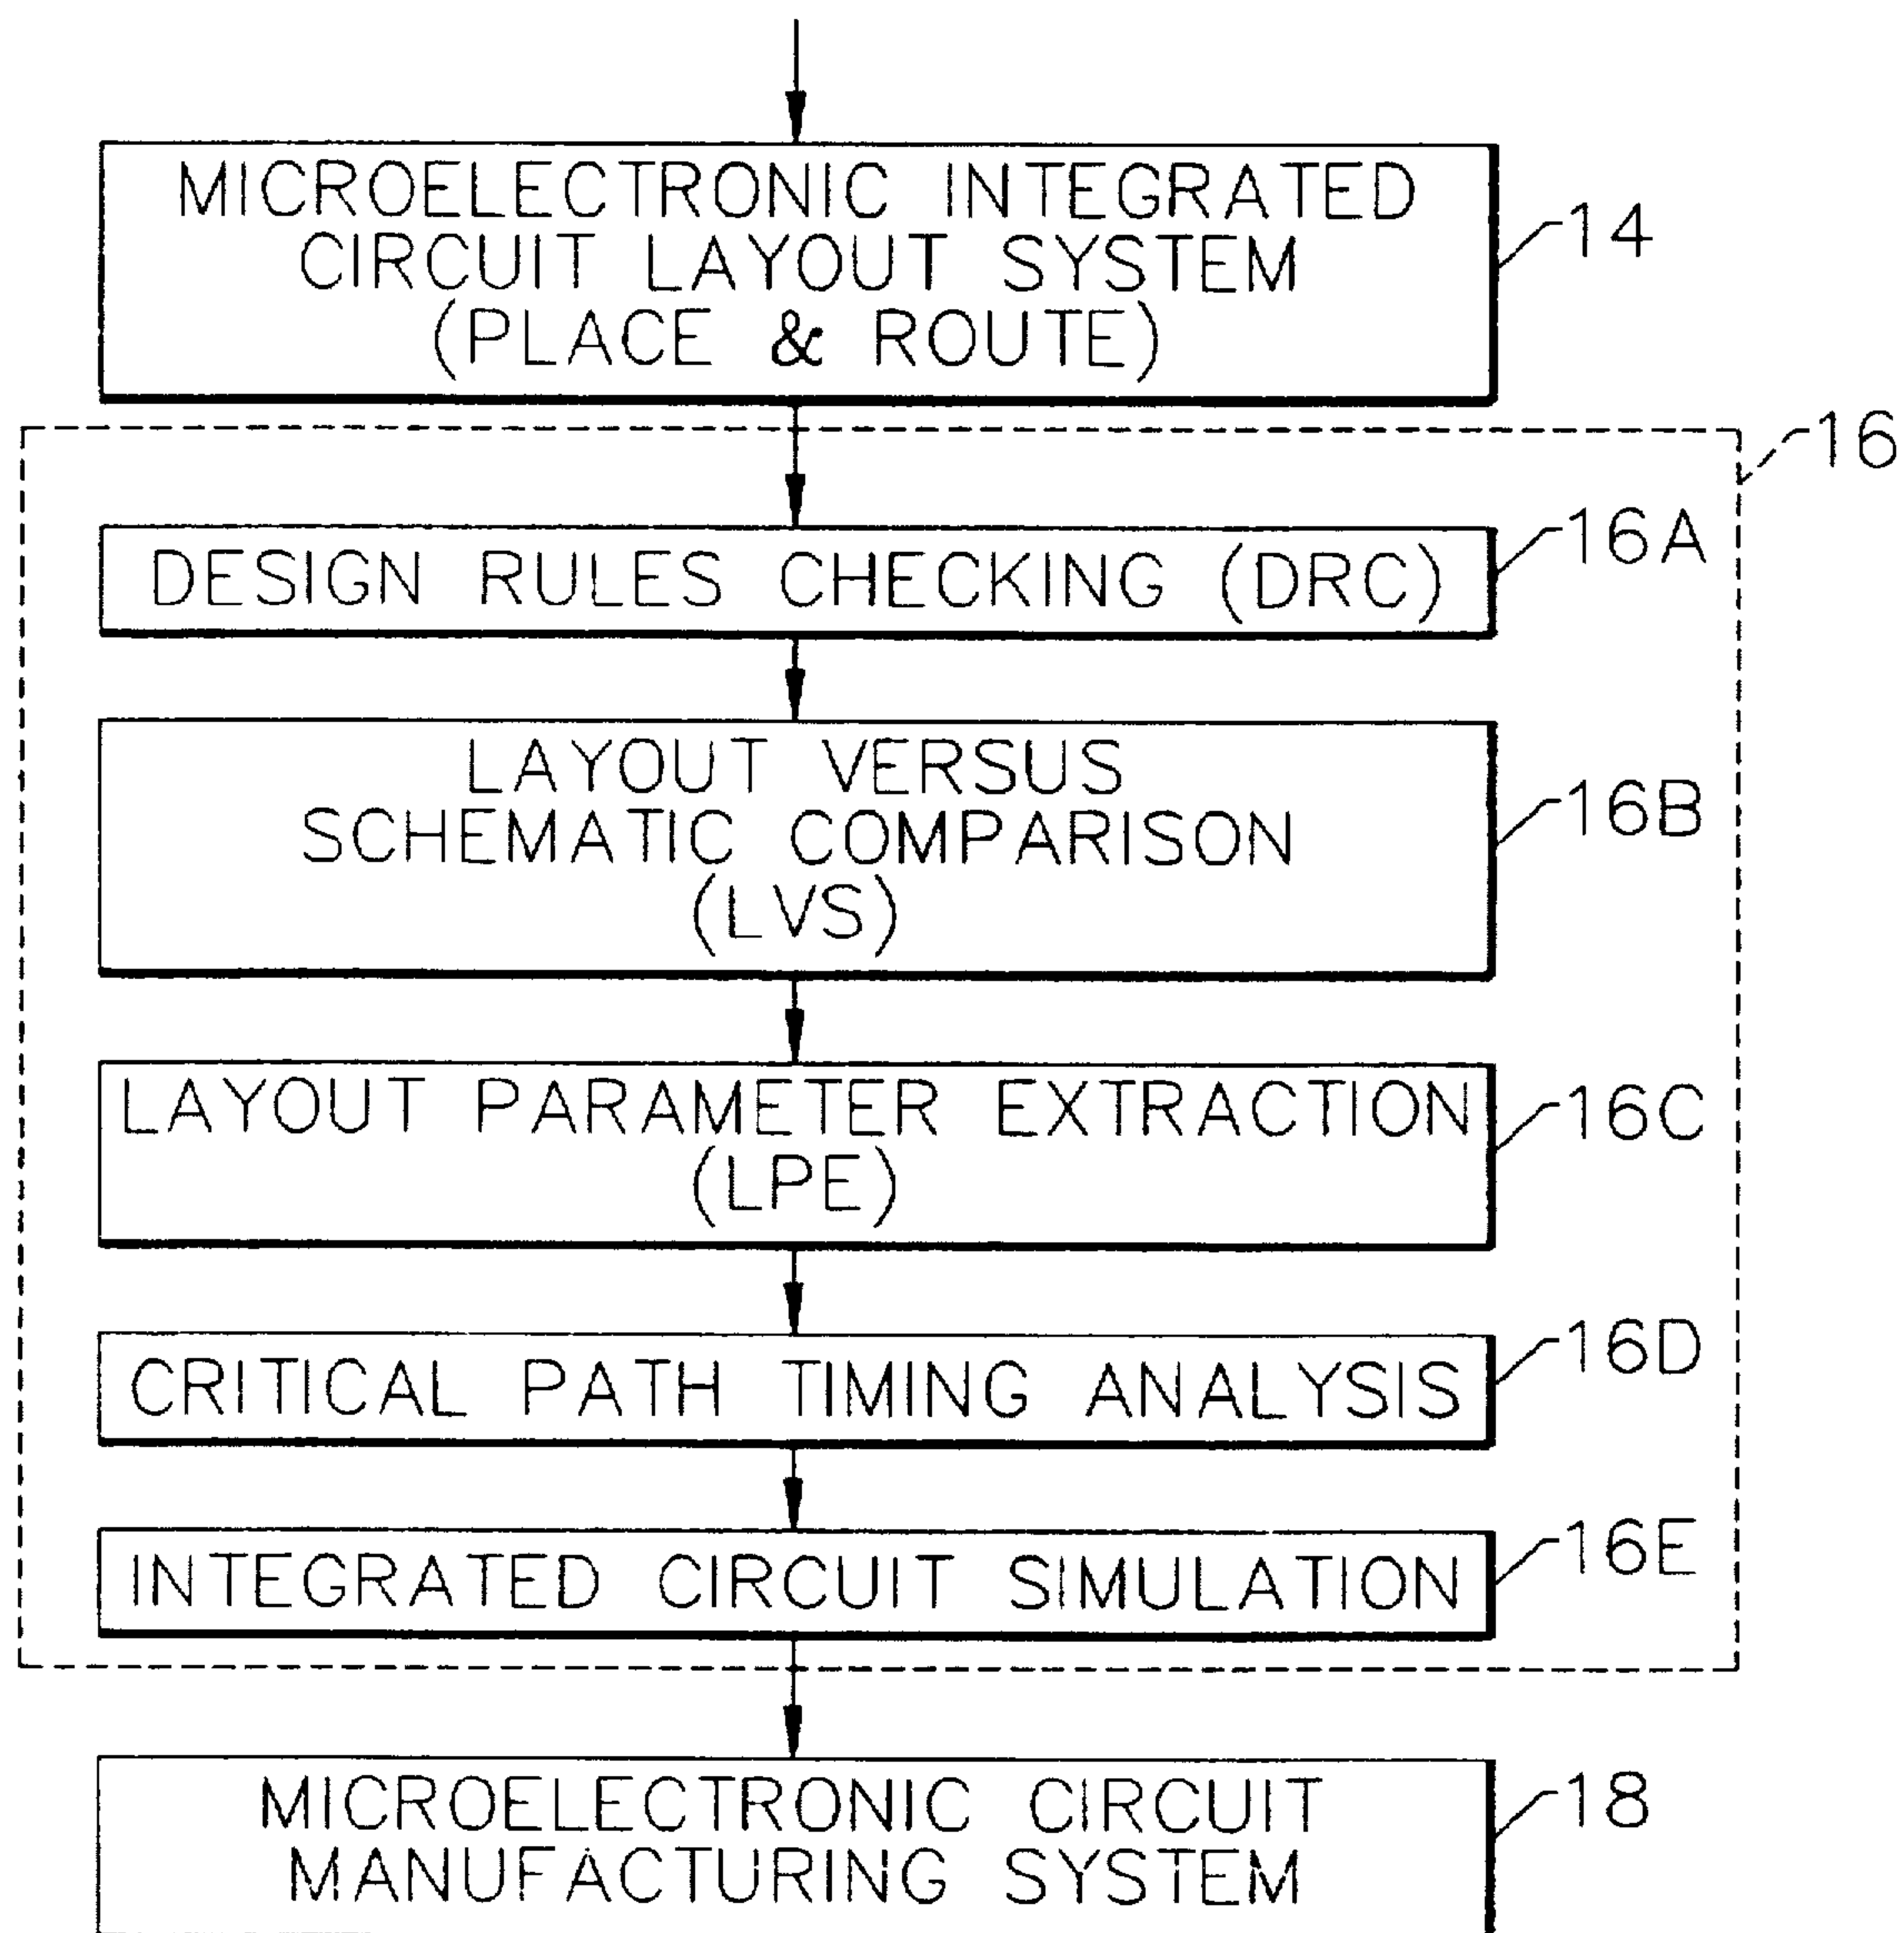 MICROELECTRONIC INTEGRATED
CIRCUIT LAYOUT SYSTEM
(PLACE & ROUTE)
14
16
DESIGN RULES CHECKING (DRC)
16A
LAYOUT VERSUS
SCHEMATIC COMPARISON
(LVS)
16B
LAYOUT PARAMETER EXTRACTION
(LPE)
16C
CRITICAL PATH TIMING ANALYSIS
16D
INTEGRATED CIRCUIT SIMULATION
16E
MICROELECTRONIC CIRCUIT
MANUFACTURING SYSTEM
18